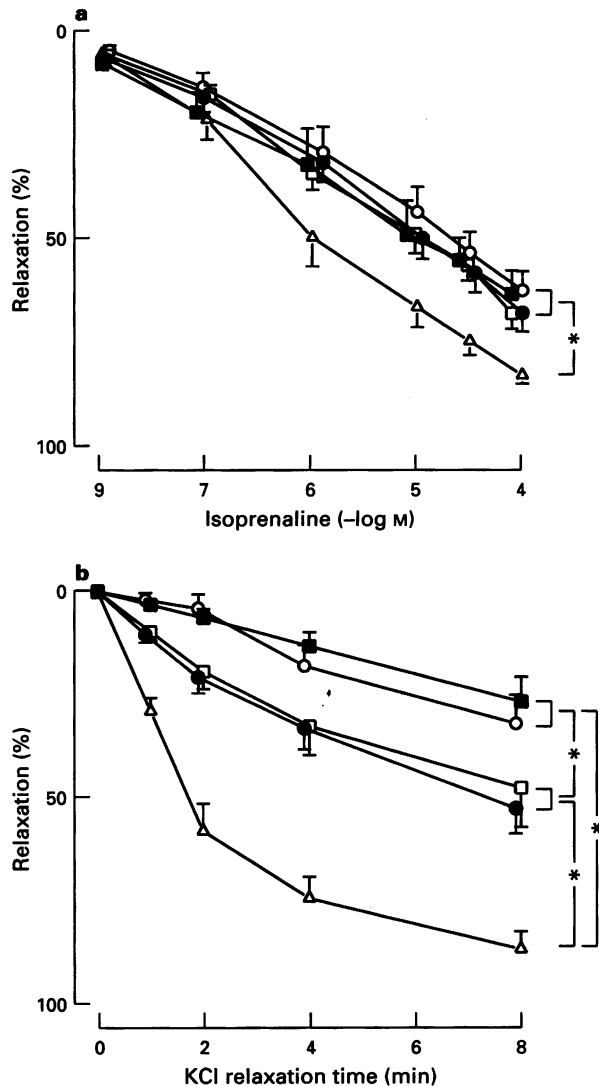 a
0
50
100
Relaxation (%)
9 7 6 5 4
Isoprenaline (–log M)
*
b
0
50
100
Relaxation (%)
*
*
*
0 2 4 6 8
KCl relaxation time (min)